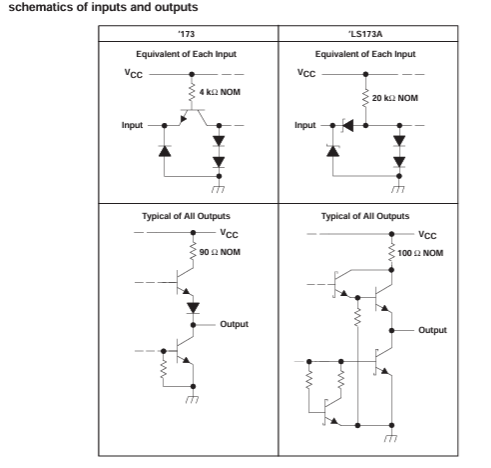 schematics of inputs and outputs
'173
'LS173A
Equivalent of Each Input
Equivalent of Each Input
VCC
VCC
4 kΩ NOM
20 kΩ NOM
Input
Input
Typical of All Outputs
Typical of All Outputs
VCC
VCC
90 Ω NOM
100 Ω NOM
Output
Output